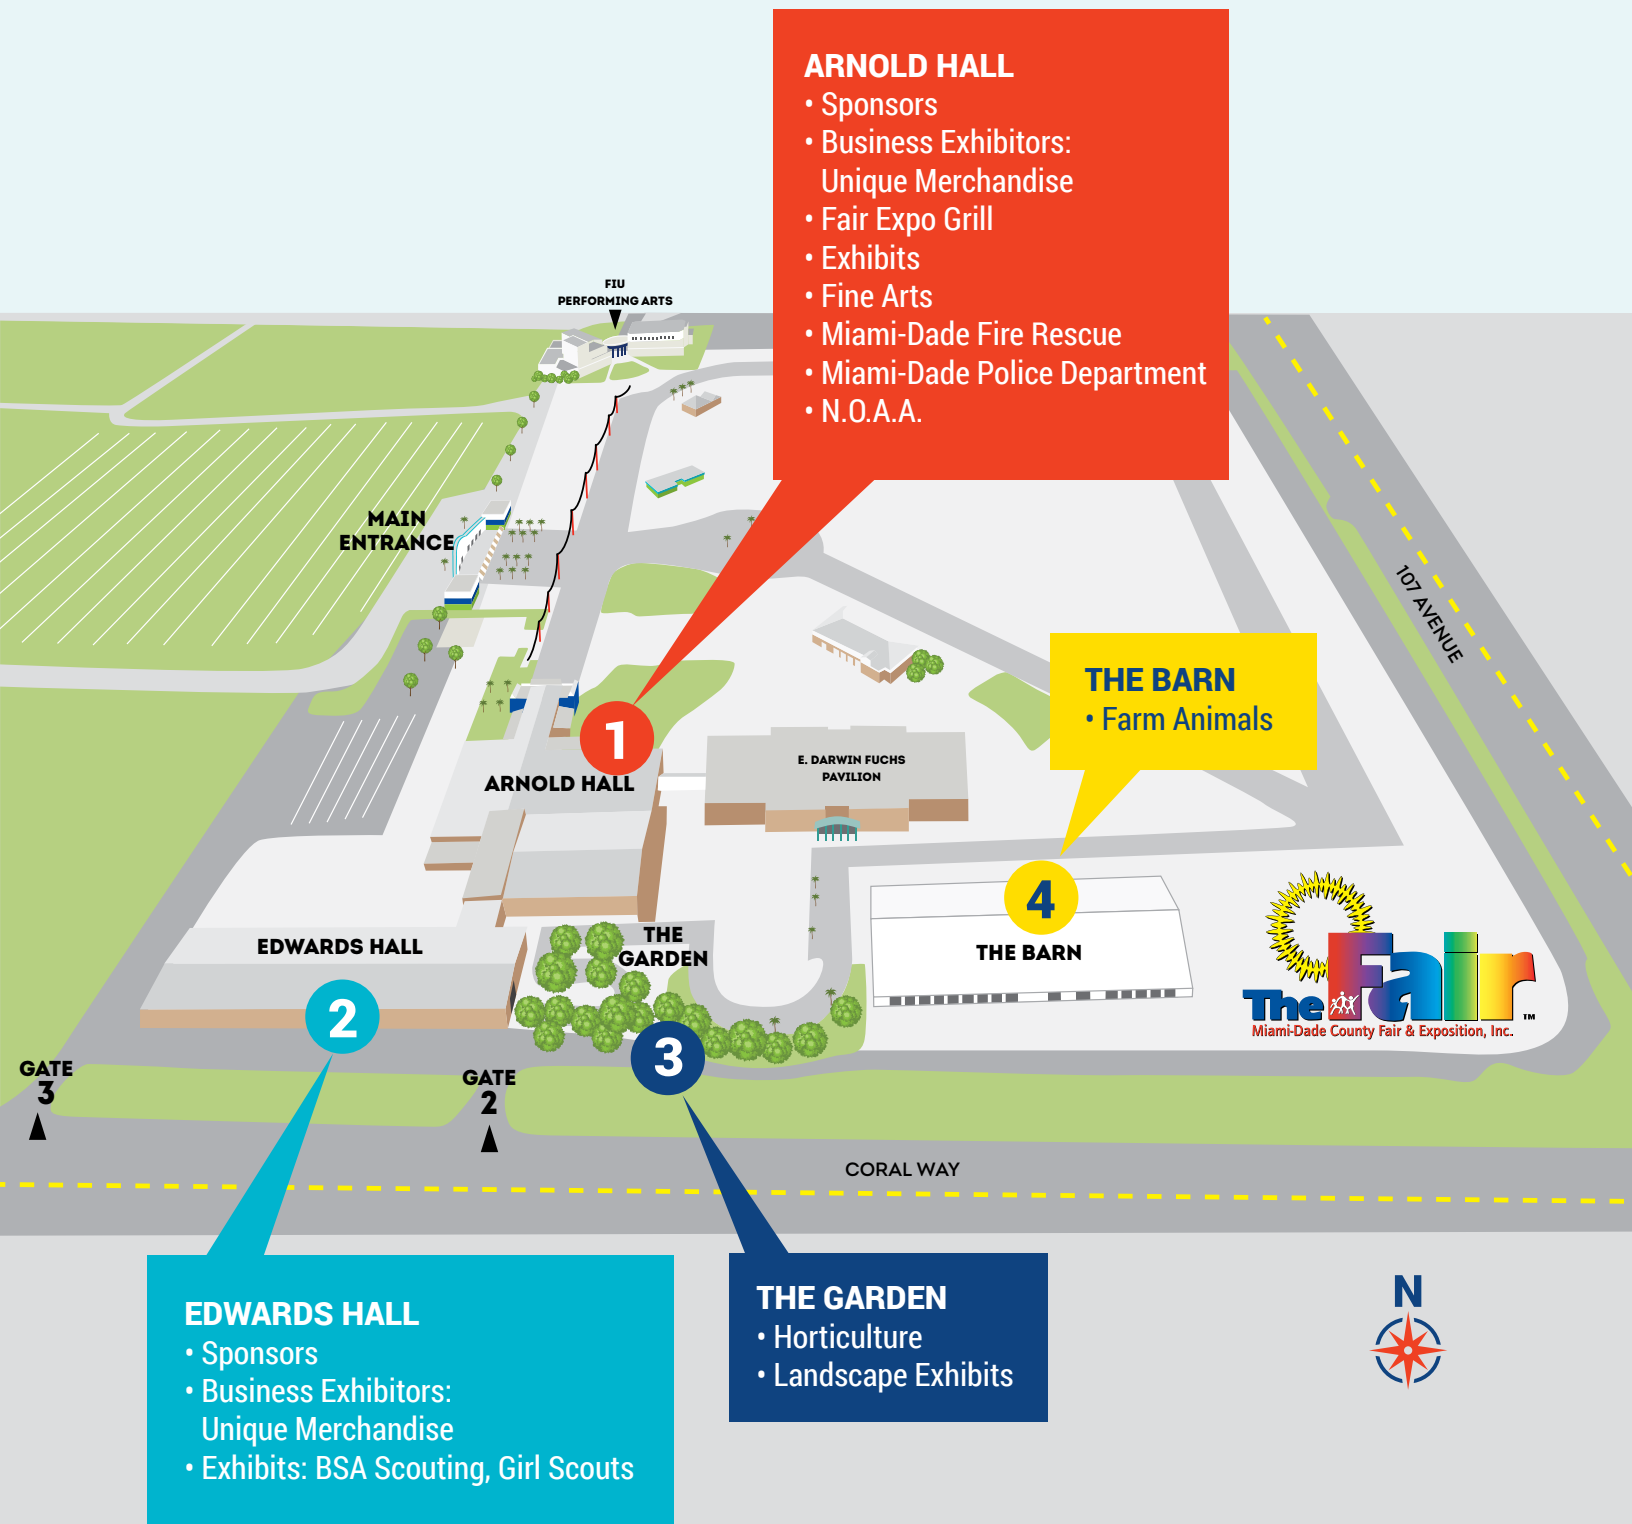 ARNOLD HALL
• Sponsors
• Business Exhibitors:
Unique Merchandise
• Fair Expo Grill
• Exhibits
• Fine Arts
• Miami-Dade Fire Rescue
• Miami-Dade Police Department
• N.O.A.A.
FIU
PERFORMING ARTS
MAIN
ENTRANCE
107 AVENUE
THE BARN
• Farm Animals
1
ARNOLD HALL
E. DARWIN FUCHS
PAVILION
4
THE BARN
THE
GARDEN
EDWARDS HALL
2
3
The Fair TM
Miami-Dade County Fair & Exposition, Inc.
GATE
3
GATE
2
CORAL WAY
EDWARDS HALL
• Sponsors
• Business Exhibitors:
Unique Merchandise
• Exhibits: BSA Scouting, Girl Scouts
THE GARDEN
• Horticulture
• Landscape Exhibits
N